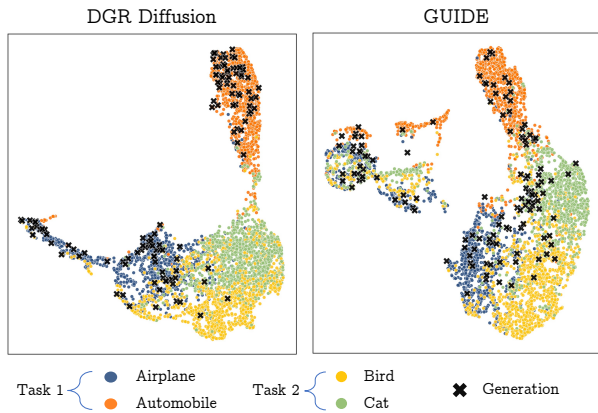 DGR Diffusion GUIDE
Task 1 Airplane Automobile
Task 2 Bird Cat
Generation